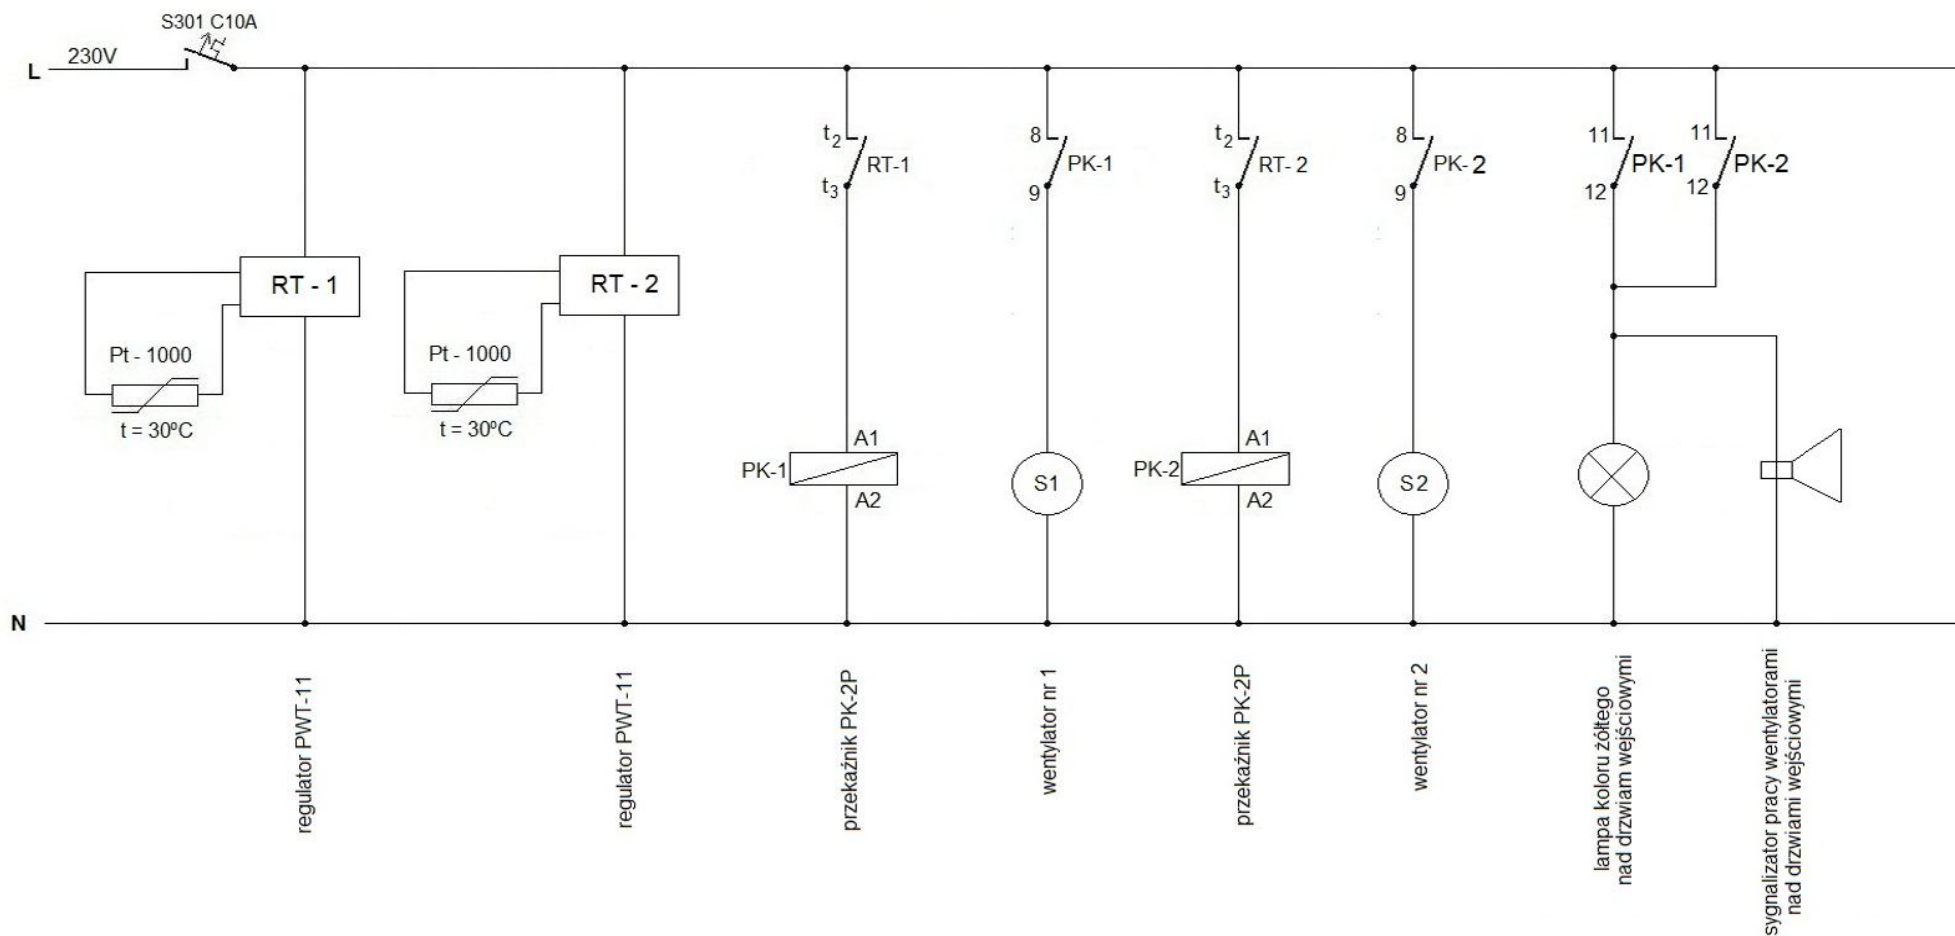 S301 C10A
L
230V
t2
RT-1
t3
8
PK-1
9
t2
RT- 2
t3
8
PK- 2
9
11
PK-1
12
11
PK-2
12
RT - 1
Pt - 1000
t = 30ºC
RT - 2
Pt - 1000
t = 30ºC
A1
PK-1
A2
S1
A1
PK-2
A2
S2
N
regulator PWT-11
regulator PWT-11
przekaźnik PK-2P
wentylator nr 1
przekaźnik PK-2P
wentylator nr 2
lampa koloru żółtego
nad drzwiam wejściowymi
sygnalizator pracy wentylatorami
nad drzwiami wejściowymi